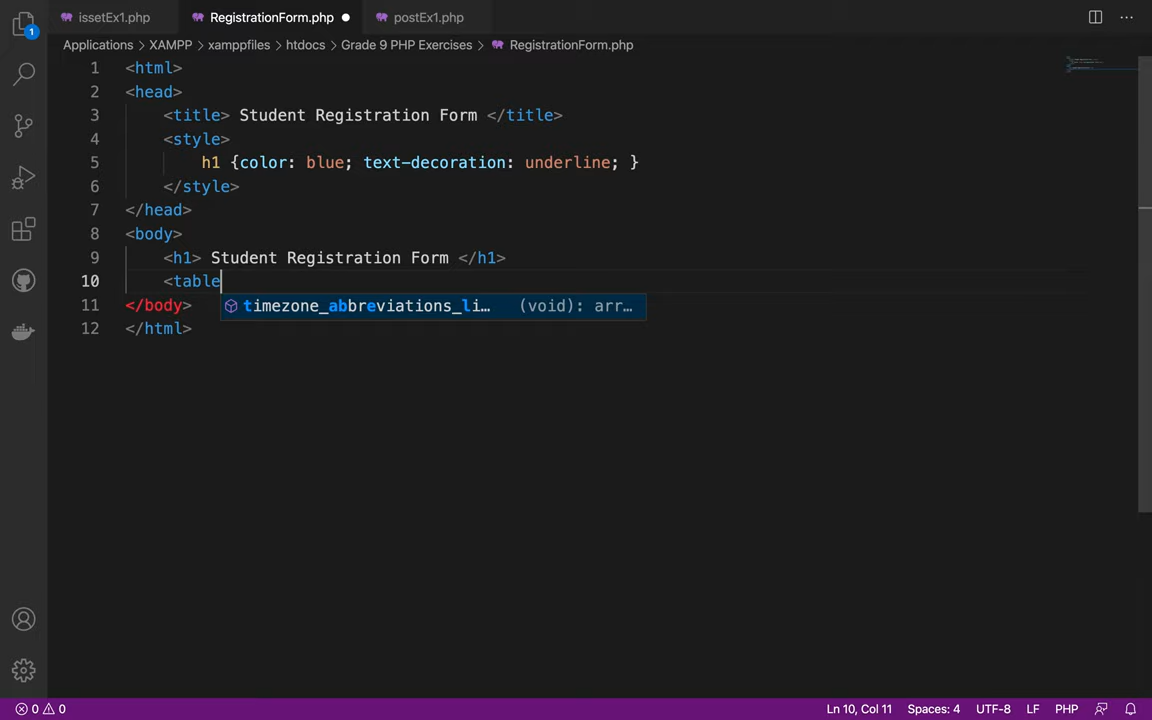 issetEx1.php RegistrationForm.php postEx1.php
Applications > XAMPP > xamppfiles > htdocs > Grade 9 PHP Exercises > RegistrationForm.php
1 <html>
2 <head>
3 <title> Student Registration Form </title>
4 <style>
5 h1 {color: blue; text-decoration: underline; }
6 </style>
7 </head>
8 <body>
9 <h1> Student Registration Form </h1>
10 <table
11 </body> timezone_abbreviations_li… (void): arr…
12 </html>
1
0 0 Ln 10, Col 11 Spaces: 4 UTF-8 LF PHP